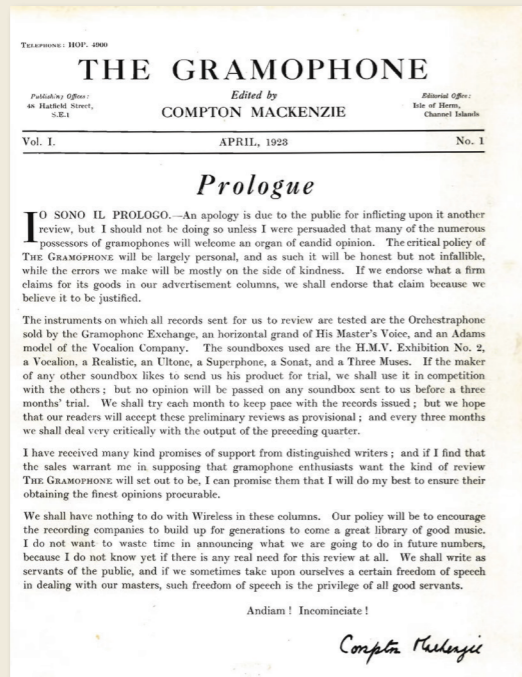 TELEPHONE: HOP. 4900
THE GRAMOPHONE
Publishing Offices:
48 Hatfield Street,
S.E.1
Edited by
COMPTON MACKENZIE
Editorial Office:
Isle of Herm,
Channel Islands
Vol. I.
APRIL, 1923
No. 1
Prologue
IO SONO IL PROLOGO.—An apology is due to the public for inflicting upon it another
review, but I should not be doing so unless I were persuaded that many of the numerous
possessors of gramophones will welcome an organ of candid opinion. The critical policy of
THE GRAMOPHONE will be largely personal, and as such it will be honest but not infallible,
while the errors we make will be mostly on the side of kindness. If we endorse what a firm
claims for its goods in our advertisement columns, we shall endorse that claim because we
believe it to be justified.
The instruments on which all records sent for us to review are tested are the Orchestraphone
sold by the Gramophone Exchange, an horizontal grand of His Master's Voice, and an Adams
model of the Vocalion Company. The soundboxes used are the H.M.V. Exhibition No. 2,
a Vocalion, a Realistic, an Ultone, a Superphone, a Sonat, and a Three Muses. If the maker
of any other soundbox likes to send us his product for trial, we shall use it in competition
with the others; but no opinion will be passed on any soundbox sent to us before a three
months' trial. We shall try each month to keep pace with the records issued; but we hope
that our readers will accept these preliminary reviews as provisional; and every three months
we shall deal very critically with the output of the preceding quarter.
I have received many kind promises of support from distinguished writers; and if I find that
the sales warrant me in supposing that gramophone enthusiasts want the kind of review
THE GRAMOPHONE will set out to be, I can promise them that I will do my best to ensure their
obtaining the finest opinions procurable.
We shall have nothing to do with Wireless in these columns. Our policy will be to encourage
the recording companies to build up for generations to come a great library of good music.
I do not want to waste time in announcing what we are going to do in future numbers,
because I do not know yet if there is any real need for this review at all. We shall write as
servants of the public, and if we sometimes take upon ourselves a certain freedom of speech
in dealing with our masters, such freedom of speech is the privilege of all good servants.
Andiam! Incominciate!
Compton Mackenzie